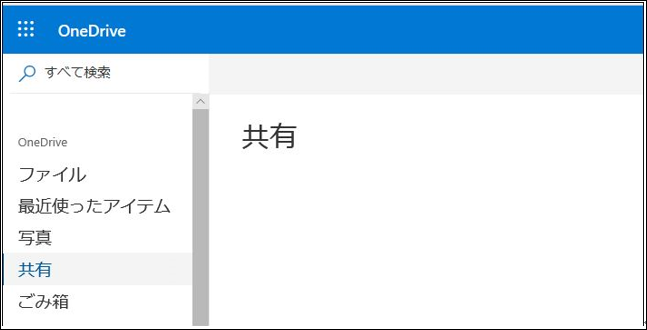 OneDrive
すべて検索
OneDrive
ファイル
最近使ったアイテム
写真
共有
ごみ箱
共有